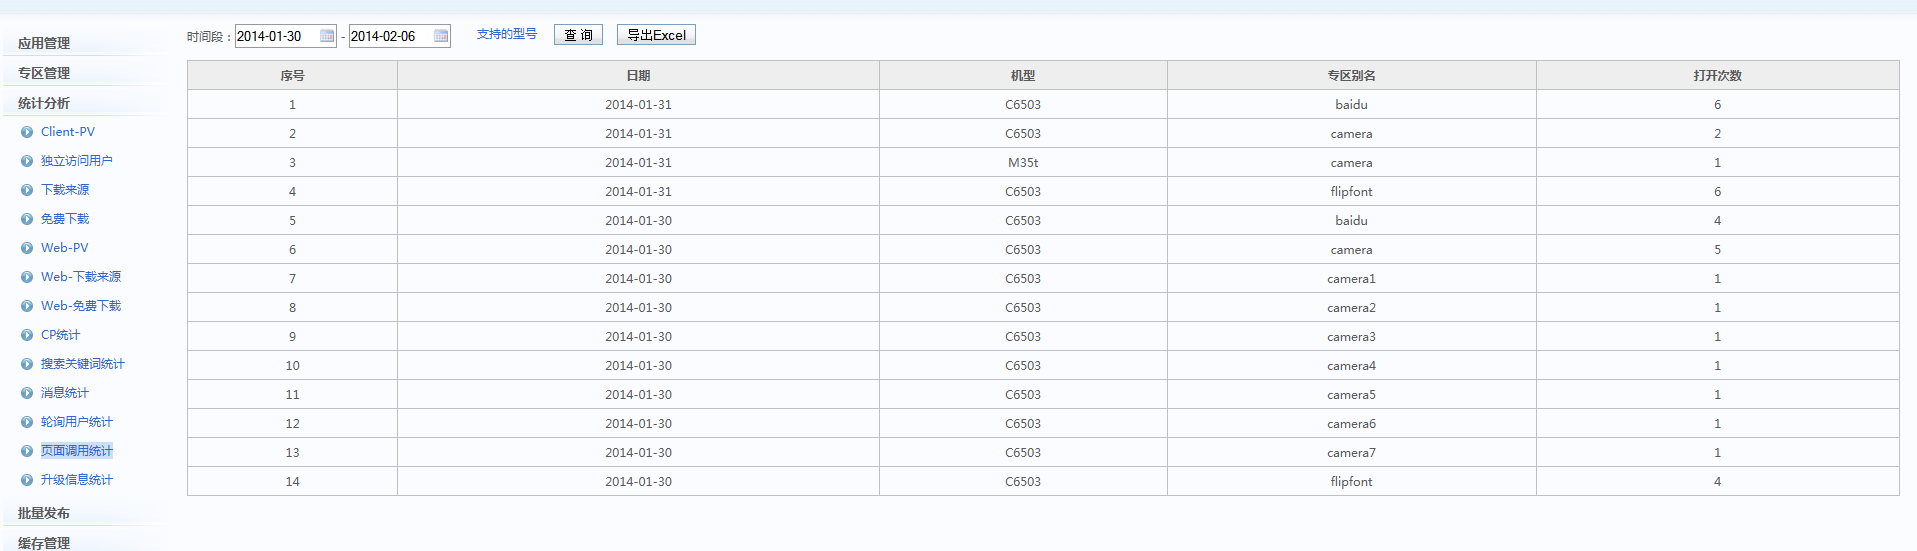 应用管理
专区管理
统计分析
Client-PV
独立访问用户
下载来源
免费下载
Web-PV
Web-下载来源
Web-免费下载
CP统计
搜索关键词统计
消息统计
轮询用户统计
页面调用统计
升级信息统计
批量发布
缓存管理
时间段：2014-01-30 - 2014-02-06 支持的型号 查 询 导出Excel
序号 日期 机型 专区别名 打开次数
1 2014-01-31 C6503 baidu 6
2 2014-01-31 C6503 camera 2
3 2014-01-31 M35t camera 1
4 2014-01-31 C6503 flipfont 6
5 2014-01-30 C6503 baidu 4
6 2014-01-30 C6503 camera 5
7 2014-01-30 C6503 camera1 1
8 2014-01-30 C6503 camera2 1
9 2014-01-30 C6503 camera3 1
10 2014-01-30 C6503 camera4 1
11 2014-01-30 C6503 camera5 1
12 2014-01-30 C6503 camera6 1
13 2014-01-30 C6503 camera7 1
14 2014-01-30 C6503 flipfont 4